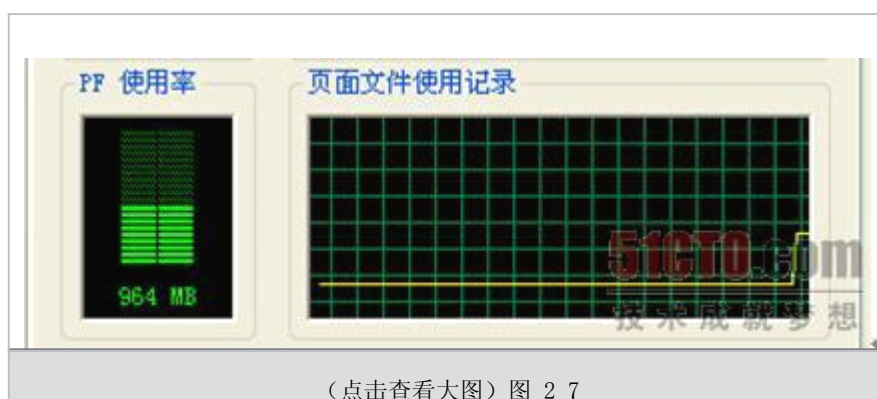 PF 使用率
页面文件使用记录
964 MB
51CTO.com
技术成就梦想
（点击查看大图）图 2 7